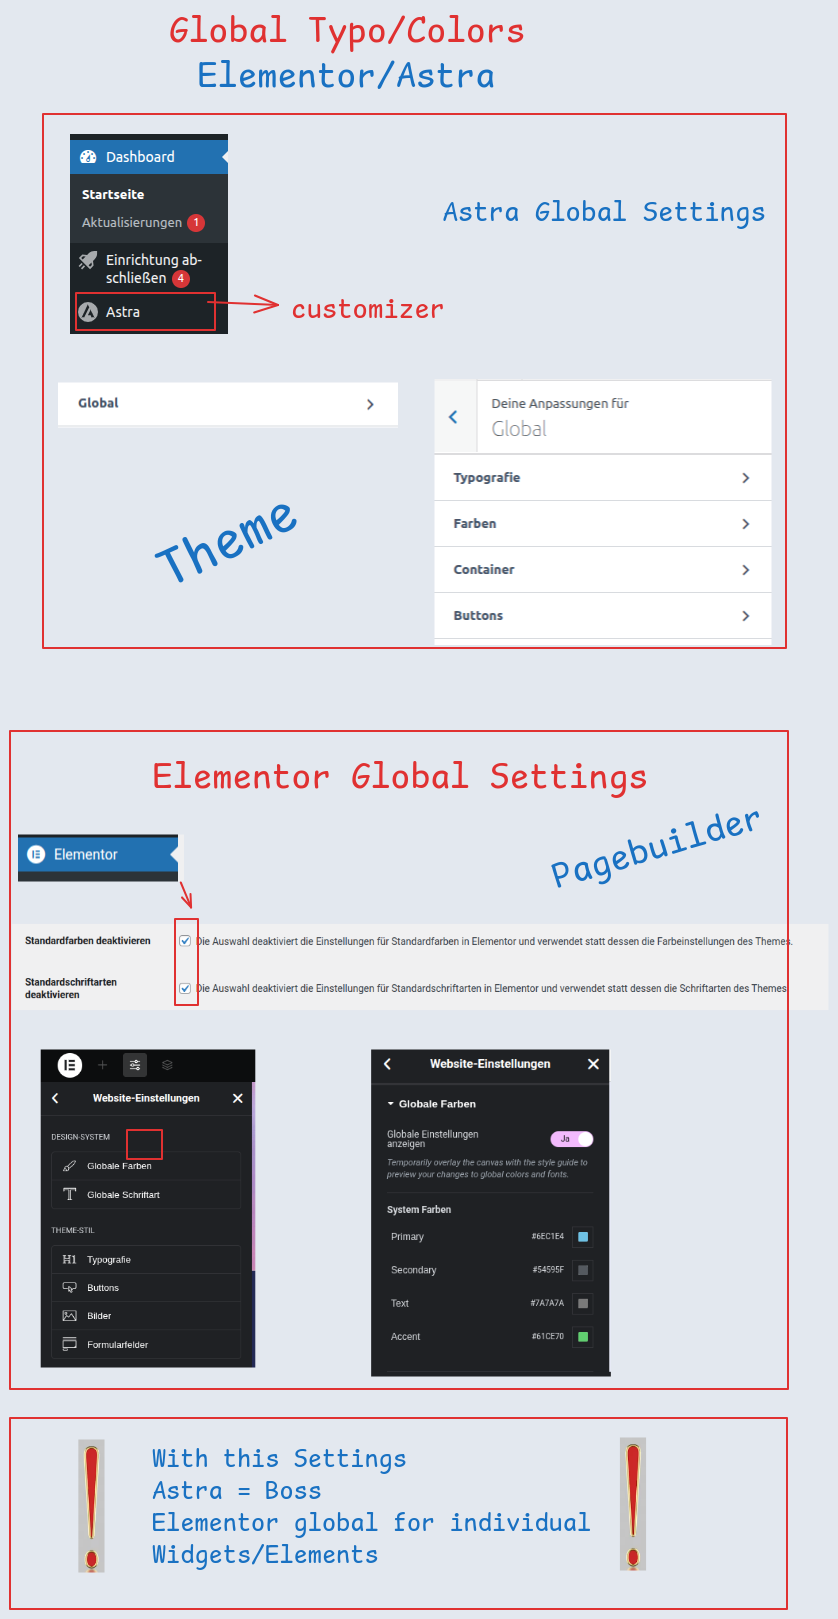 Global Typo/Colors
Elementor/Astra
Dashboard
Startseite
Aktualisierungen 1
Einrichtung ab-
schließen 4
Astra
Astra Global Settings
customizer
Global
Deine Anpassungen für
Global
Typografie
Farben
Container
Buttons
Theme
Elementor Global Settings
Pagebuilder
Elementor
Standardfarben deaktivieren
Die Auswahl deaktiviert die Einstellungen für Standardfarben in Elementor und verwendet statt dessen die Farbeinstellungen des Themes.
Standardschriftarten
deaktivieren
Die Auswahl deaktiviert die Einstellungen für Standardschriftarten in Elementor und verwendet statt dessen die Schriftarten des Themes
Website-Einstellungen
DESIGN-SYSTEM
Globale Farben
Globale Schriftart
THEME-STIL
H1 Typografie
Buttons
Bilder
Formularfelder
Website-Einstellungen
Globale Farben
Globale Einstellungen
anzeigen
Ja
Temporarily overlay the canvas with the style guide to
preview your changes to global colors and fonts.
System Farben
Primary #6EC1E4
Secondary #54595F
Text #7A7A7A
Accent #61CE70
With this Settings
Astra = Boss
Elementor global for individual
Widgets/Elements